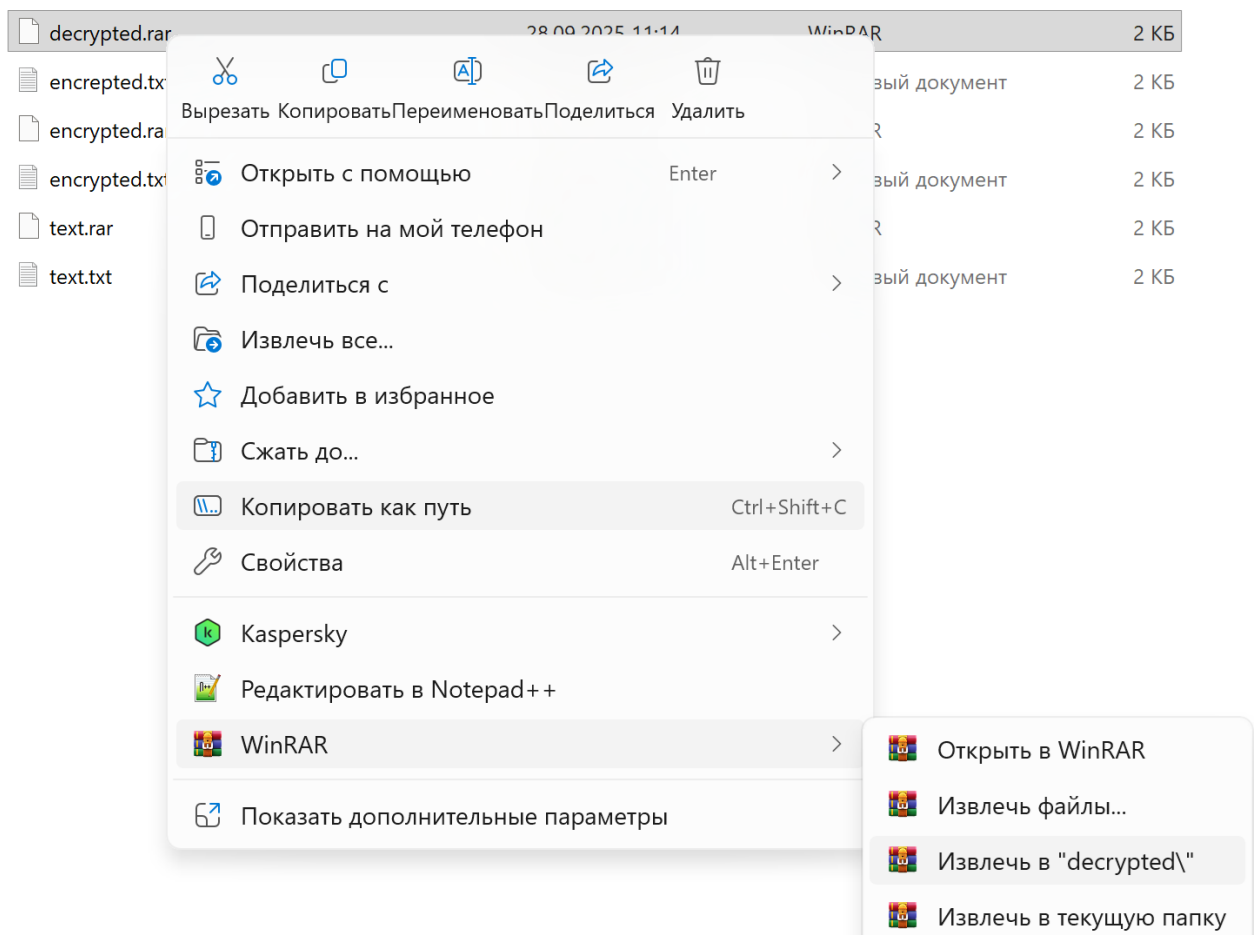 decrypted.rar 28.09.2025 11:14 WinRAR 2 КБ
Вырезать Копировать Переименовать Поделиться Удалить
encrepted.tx вый документ 2 КБ
encrypted.ra R 2 КБ
encrypted.txt вый документ 2 КБ
text.rar R 2 КБ
text.txt вый документ 2 КБ
Открыть с помощью Enter
Отправить на мой телефон
Поделиться с
Извлечь все...
Добавить в избранное
Сжать до...
Копировать как путь Ctrl+Shift+C
Свойства Alt+Enter
Kaspersky
Редактировать в Notepad++
WinRAR
Показать дополнительные параметры
Открыть в WinRAR
Извлечь файлы...
Извлечь в "decrypted\"
Извлечь в текущую папку